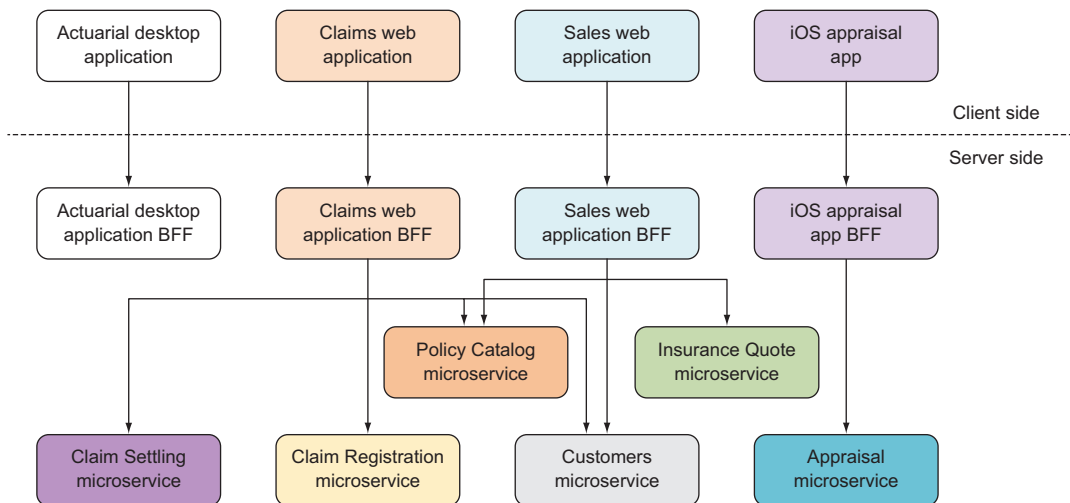 Actuarial desktop
application
Claims web
application
Sales web
application
iOS appraisal
app
Client side
Server side
Actuarial desktop
application BFF
Claims web
application BFF
Sales web
application BFF
iOS appraisal
app BFF
Policy Catalog
microservice
Insurance Quote
microservice
Claim Settling
microservice
Claim Registration
microservice
Customers
microservice
Appraisal
microservice